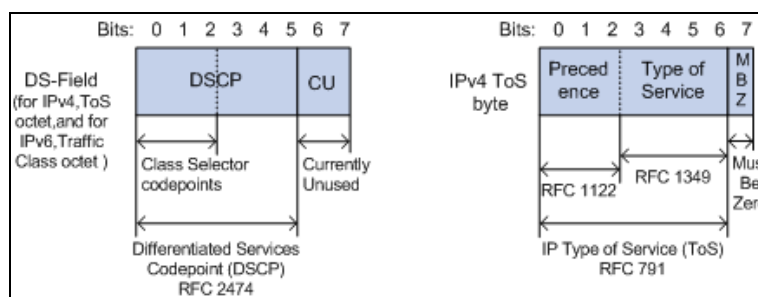 Bits: 0 1 2 3 4 5 6 7
DS-Field
(for IPv4,ToS
octet,and for
IPv6,Traffic
Class octet )
DSCP
CU
Class Selector
codepoints
Currently
Unused
Differentiated Services
Codepoint (DSCP)
RFC 2474
Bits: 0 1 2 3 4 5 6 7
IPv4 ToS
byte
Preced
ence
Type of
Service
M
B
Z
RFC 1122
RFC 1349
Mus
Be
Zer
IP Type of Service (ToS)
RFC 791